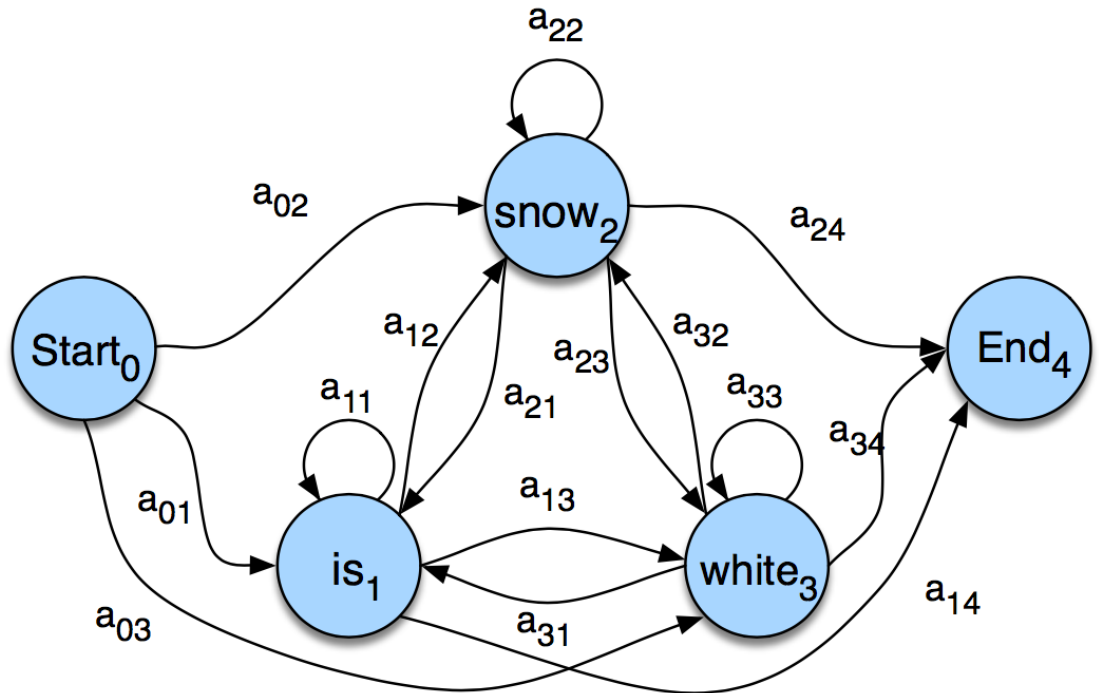 a22
a02
snow2
a24
Start0
a12
a32
End4
a23
a11
a21
a33
a34
a01
a13
is1
white3
a03
a31
a14